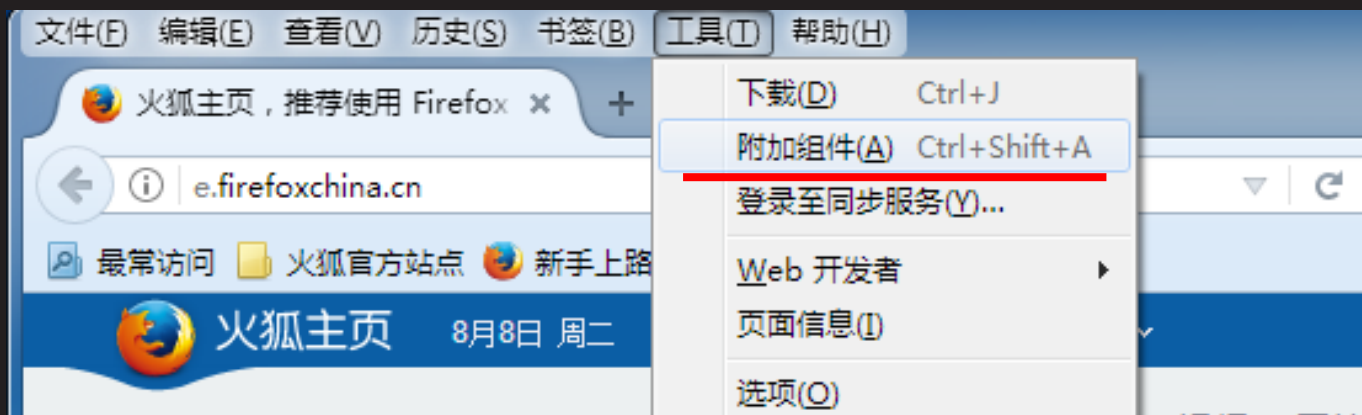 文件(F) 编辑(E) 查看(V) 历史(S) 书签(B) 工具(T) 帮助(H)
火狐主页，推荐使用 Firefox
下载(D) Ctrl+J
附加组件(A) Ctrl+Shift+A
e.firefoxchina.cn
登录至同步服务(Y)...
最常访问 火狐官方站点 新手上路
Web 开发者
火狐主页 8月8日 周二
页面信息(I)
选项(O)